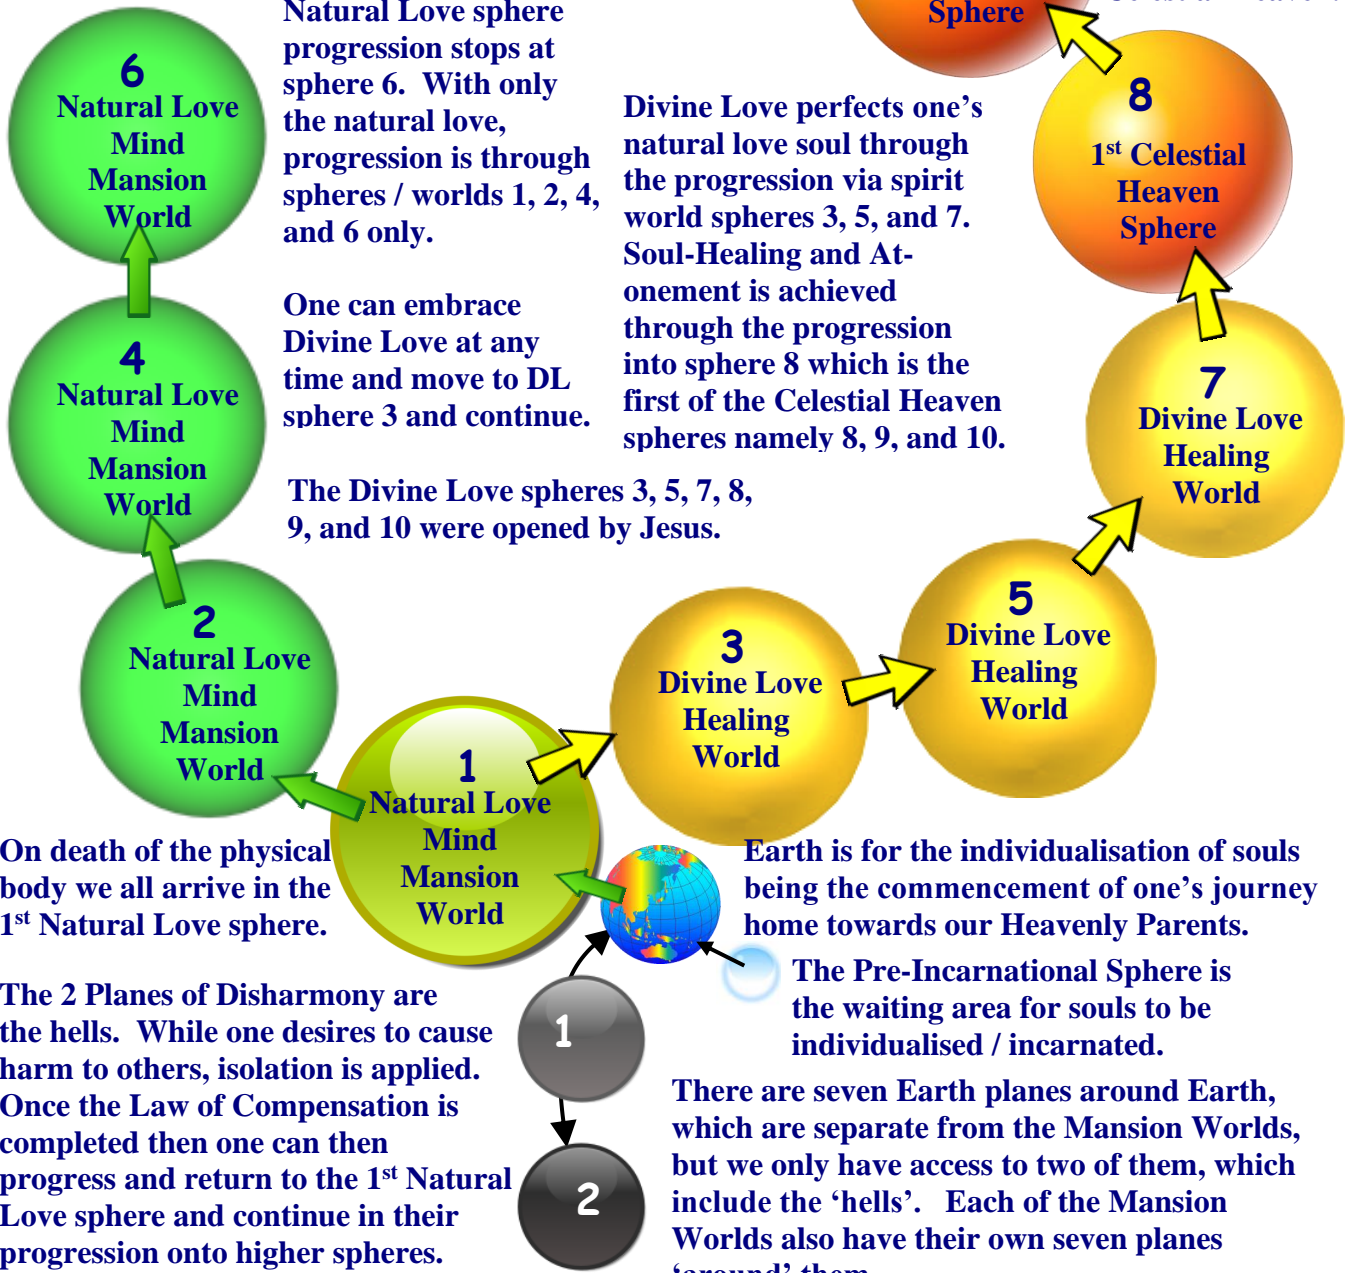 Natural Love sphere
progression stops at
sphere 6. With only
the natural love,
progression is through
spheres / worlds 1, 2, 4,
and 6 only.
One can embrace
Divine Love at any
time and move to DL
sphere 3 and continue.
Sphere
Divine Love perfects one’s
natural love soul through
the progression via spirit
world spheres 3, 5, and 7.
Soul-Healing and At-
onement is achieved
through the progression
into sphere 8 which is the
first of the Celestial Heaven
spheres namely 8, 9, and 10.
The Divine Love spheres 3, 5, 7, 8,
9, and 10 were opened by Jesus.
6
Natural Love
Mind
Mansion
World
4
Natural Love
Mind
Mansion
World
2
Natural Love
Mind
Mansion
World
1
Natural Love
Mind
Mansion
World
3
Divine Love
Healing
World
5
Divine Love
Healing
World
7
Divine Love
Healing
World
8
1st Celestial
Heaven
Sphere
On death of the physical
body we all arrive in the
1st Natural Love sphere.
Earth is for the individualisation of souls
being the commencement of one’s journey
home towards our Heavenly Parents.
The Pre-Incarnational Sphere is
the waiting area for souls to be
individualised / incarnated.
The 2 Planes of Disharmony are
the hells. While one desires to cause
harm to others, isolation is applied.
Once the Law of Compensation is
completed then one can then
progress and return to the 1st Natural
Love sphere and continue in their
progression onto higher spheres.
1
2
There are seven Earth planes around Earth,
which are separate from the Mansion Worlds,
but we only have access to two of them, which
include the ‘hells’. Each of the Mansion
Worlds also have their own seven planes
‘around’ them